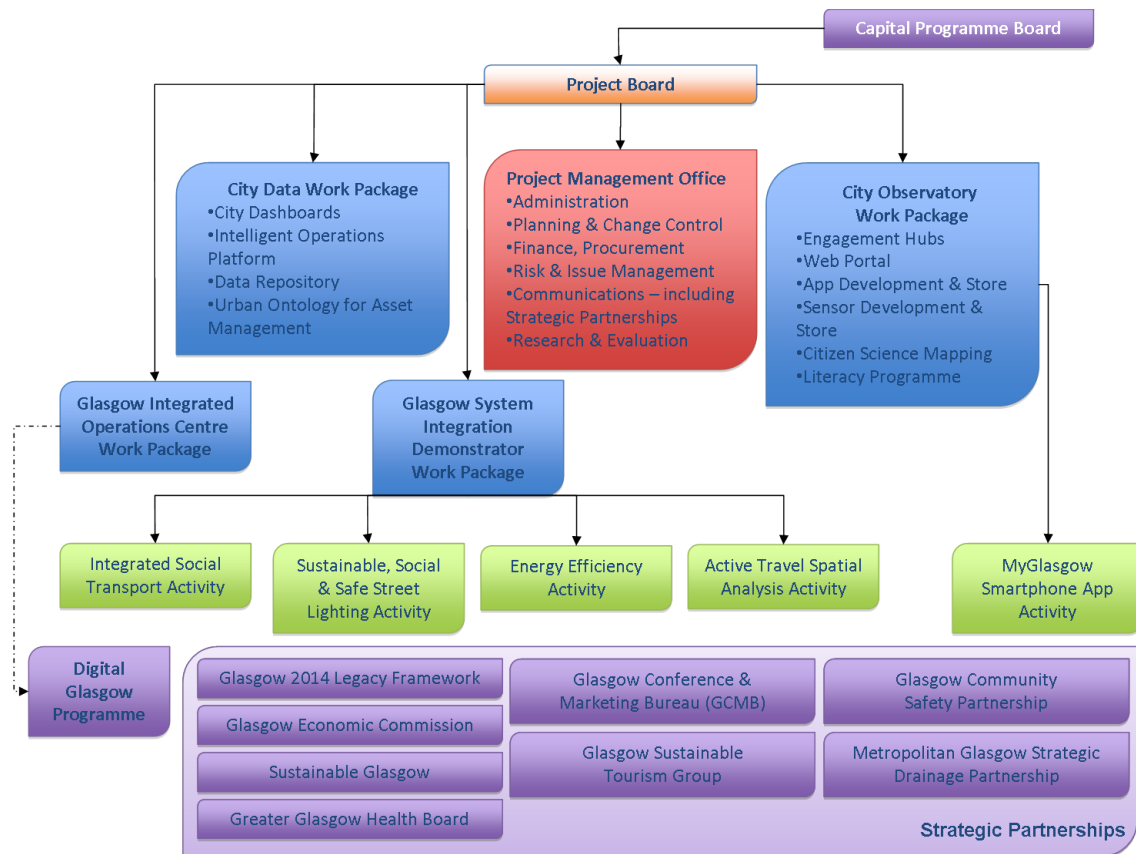 Capital Programme Board
Project Board
City Data Work Package
•City Dashboards
•Intelligent Operations
Platform
•Data Repository
•Urban Ontology for Asset
Management
Project Management Office
•Administration
•Planning & Change Control
•Finance, Procurement
•Risk & Issue Management
•Communications – including
Strategic Partnerships
•Research & Evaluation
City Observatory
Work Package
•Engagement Hubs
•Web Portal
•App Development & Store
•Sensor Development &
Store
•Citizen Science Mapping
•Literacy Programme
Glasgow Integrated
Operations Centre
Work Package
Glasgow System
Integration
Demonstrator
Work Package
Integrated Social
Transport Activity
Sustainable, Social
& Safe Street
Lighting Activity
Energy Efficiency
Activity
Active Travel Spatial
Analysis Activity
MyGlasgow
Smartphone App
Activity
Digital
Glasgow
Programme
Glasgow 2014 Legacy Framework
Glasgow Economic Commission
Sustainable Glasgow
Greater Glasgow Health Board
Glasgow Conference &
Marketing Bureau (GCMB)
Glasgow Sustainable
Tourism Group
Glasgow Community
Safety Partnership
Metropolitan Glasgow Strategic
Drainage Partnership
Strategic Partnerships